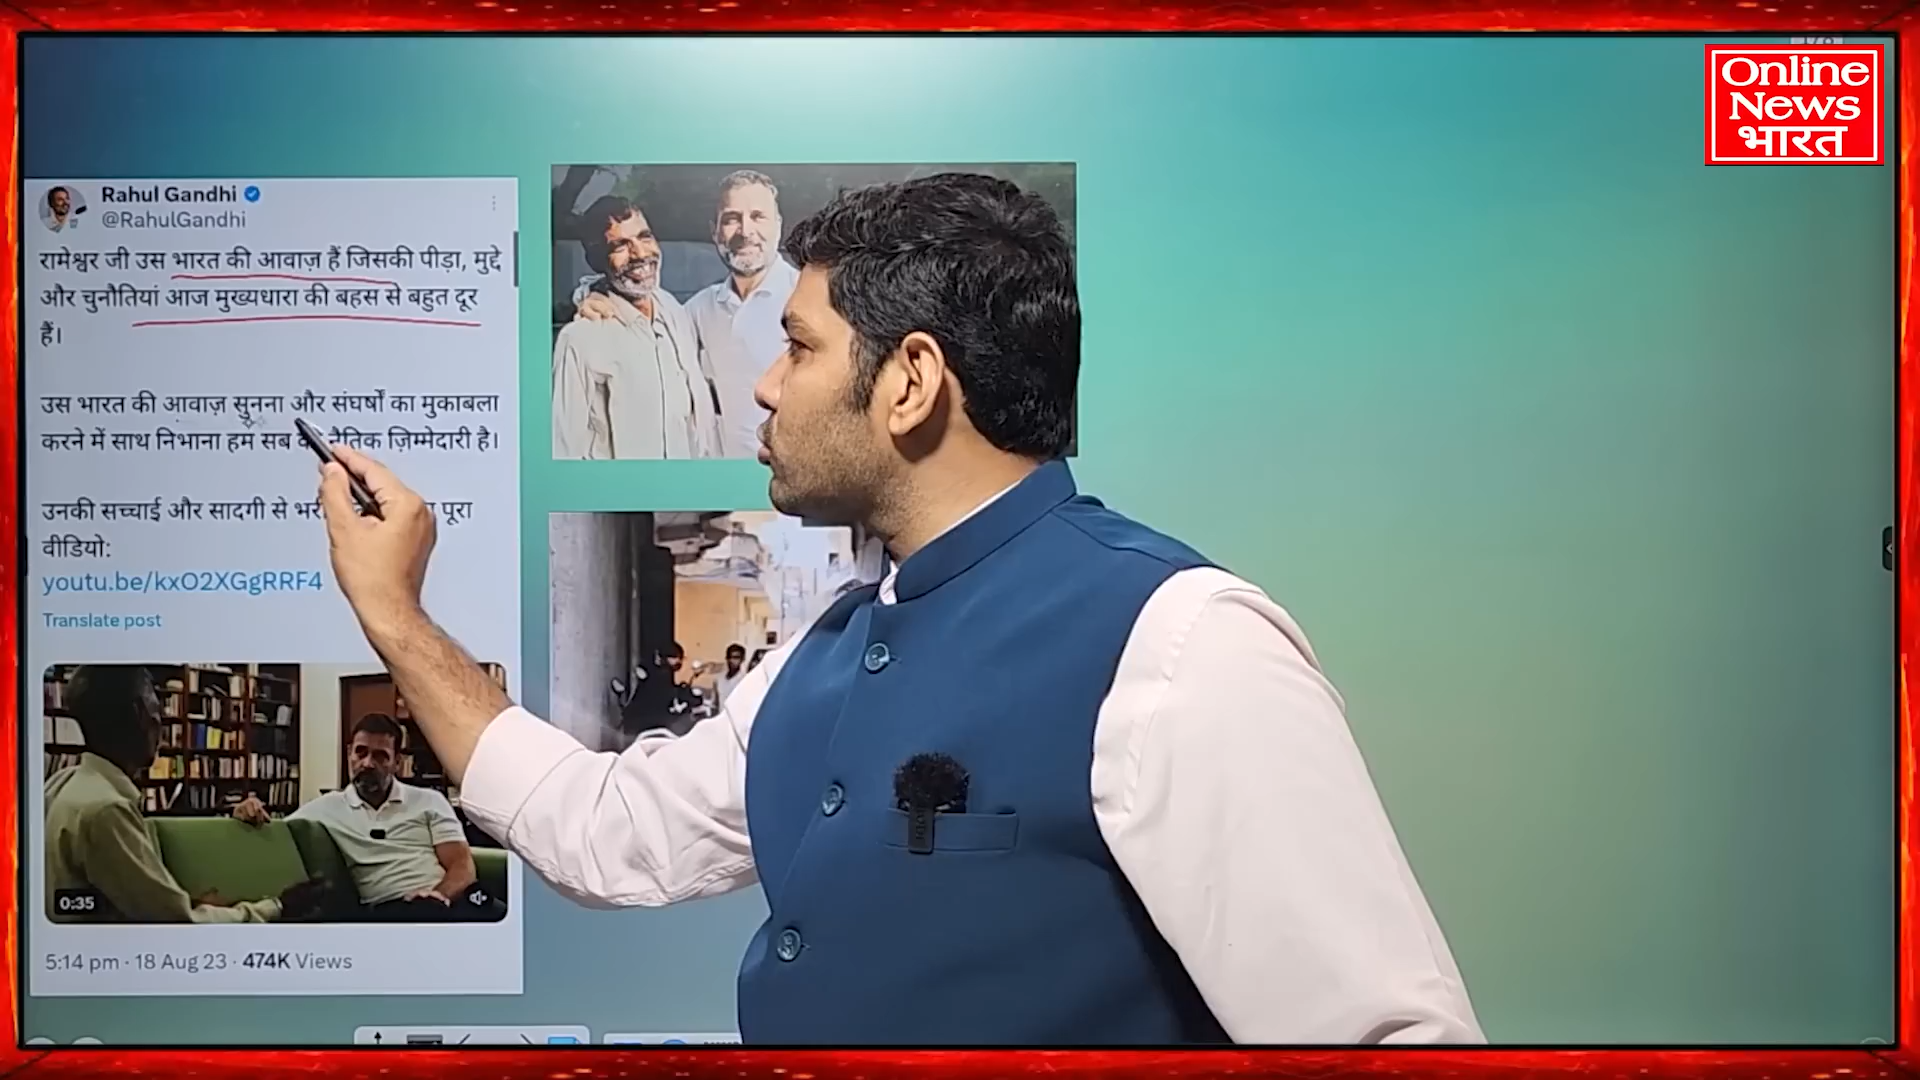 Online
News
भारत
Rahul Gandhi
@RahulGandhi
रामेश्वर जी उस भारत की आवाज़ हैं जिसकी पीड़ा, मुद्दे
और चुनौतियां आज मुख्यधारा की बहस से बहुत दूर
हैं।
उस भारत की आवाज़ सुनना और संघर्षों का मुकाबला
करने में साथ निभाना हम सब नैतिक ज़िम्मेदारी है।
उनकी सच्चाई और सादगी से पूरा
वीडियो:
youtu.be/kxO2XGgRRF4
Translate post
0:35
5:14 pm · 18 Aug 23 · 474K Views